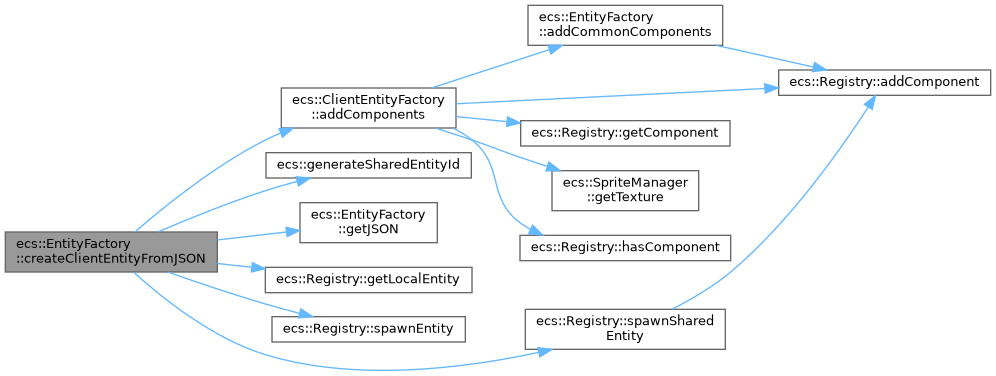 ecs::EntityFactory
::createClientEntityFromJSON
ecs::ClientEntityFactory
::addComponents
ecs::generateSharedEntityId
ecs::EntityFactory
::getJSON
ecs::Registry::getLocalEntity
ecs::Registry::spawnEntity
ecs::EntityFactory
::addCommonComponents
ecs::Registry::getComponent
ecs::SpriteManager
::getTexture
ecs::Registry::hasComponent
ecs::Registry::spawnShared
Entity
ecs::Registry::addComponent